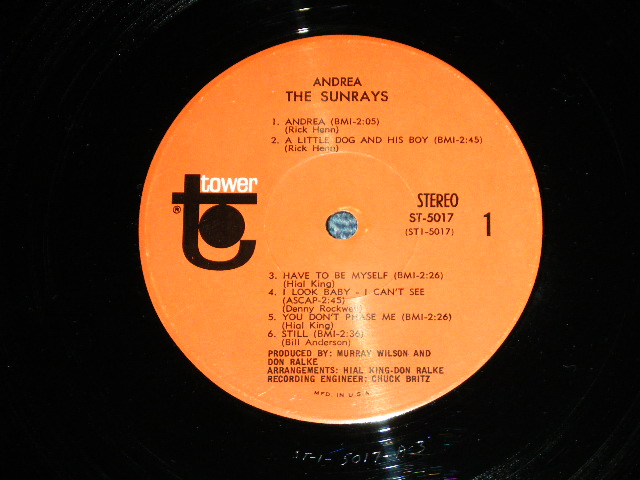 ANDREA
THE SUNRAYS
1. ANDREA (BMI-2:05)
(Rick Henn)
2. A LITTLE DOG AND HIS BOY (BMI-2:45)
(Rick Henn)
tower
®
STEREO
ST-5017
(ST1-5017)
1
3. HAVE TO BE MYSELF (BMI-2:26)
(Hial King)
4. I LOOK BABY - I CAN'T SEE
(ASCAP-2:45)
(Denny Rockwell)
5. YOU DON'T PHASE ME (BMI-2:26)
(Hial King)
6. STILL (BMI-2:36)
(Bill Anderson)
PRODUCED BY: MURRAY WILSON AND
DON RALKE
ARRANGEMENTS: HIAL KING-DON RALKE
RECORDING ENGINEER: CHUCK BRITZ
MFD. IN U.S.A.